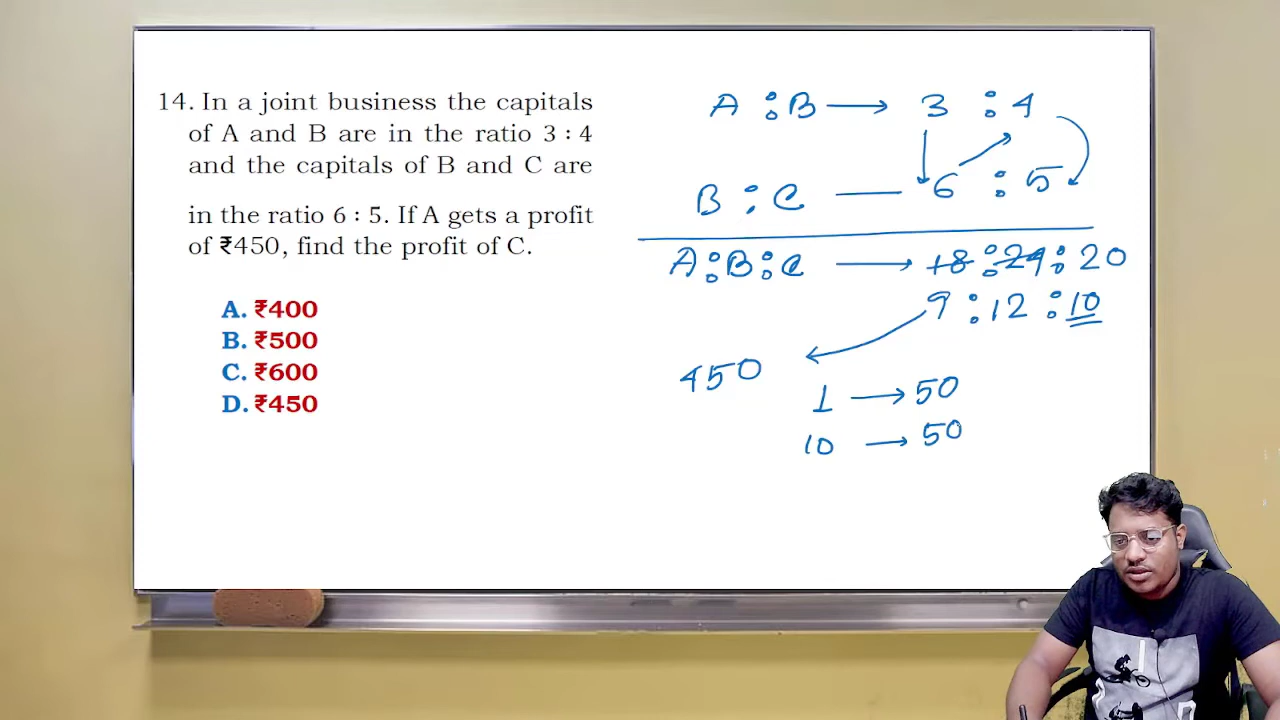 14. In a joint business the capitals
of A and B are in the ratio 3 : 4
and the capitals of B and C are
in the ratio 6 : 5. If A gets a profit
of ₹450, find the profit of C.
A. ₹400
B. ₹500
C. ₹600
D. ₹450
A : B → 3 : 4
B : C — 6 : 5
A : B : C → 18 : 24 : 20
9 : 12 : 10
450
1 → 50
10 → 50